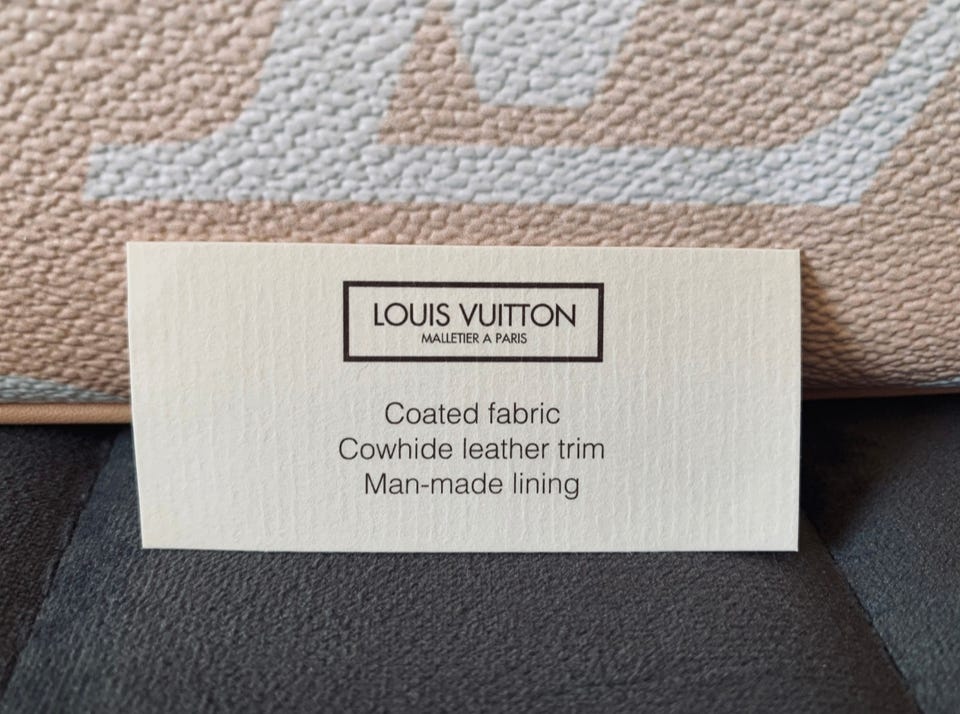 LOUIS VUITTON
MALLETIER A PARIS
Coated fabric
Cowhide leather trim
Man-made lining